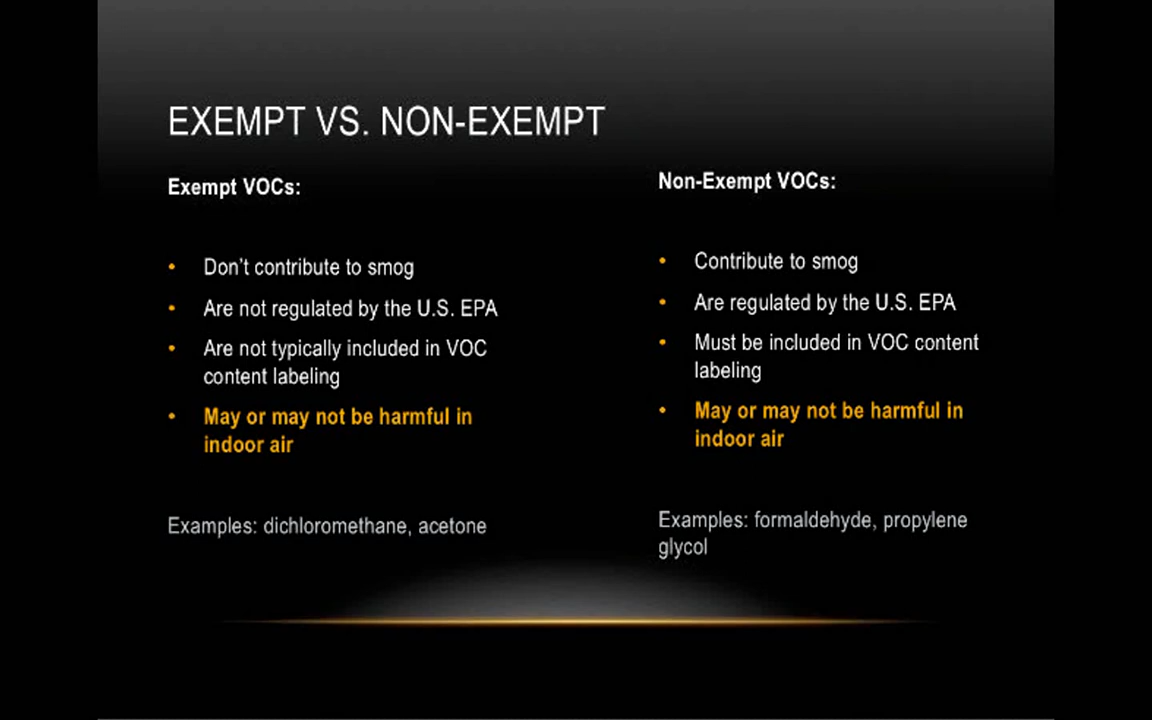 EXEMPT VS. NON-EXEMPT
Exempt VOCs:
• Don’t contribute to smog
• Are not regulated by the U.S. EPA
• Are not typically included in VOC
content labeling
• May or may not be harmful in
indoor air
Examples: dichloromethane, acetone
Non-Exempt VOCs:
• Contribute to smog
• Are regulated by the U.S. EPA
• Must be included in VOC content
labeling
• May or may not be harmful in
indoor air
Examples: formaldehyde, propylene
glycol